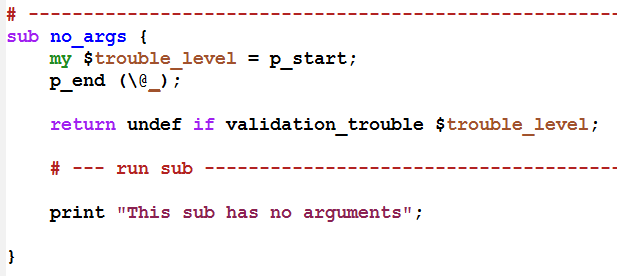 # ------------------------------------------------------
sub no_args {
    my $trouble_level = p_start;
    p_end (\@_);
    return undef if validation_trouble $trouble_level;
    # --- run sub --------------------------------------
    print "This sub has no arguments";
}